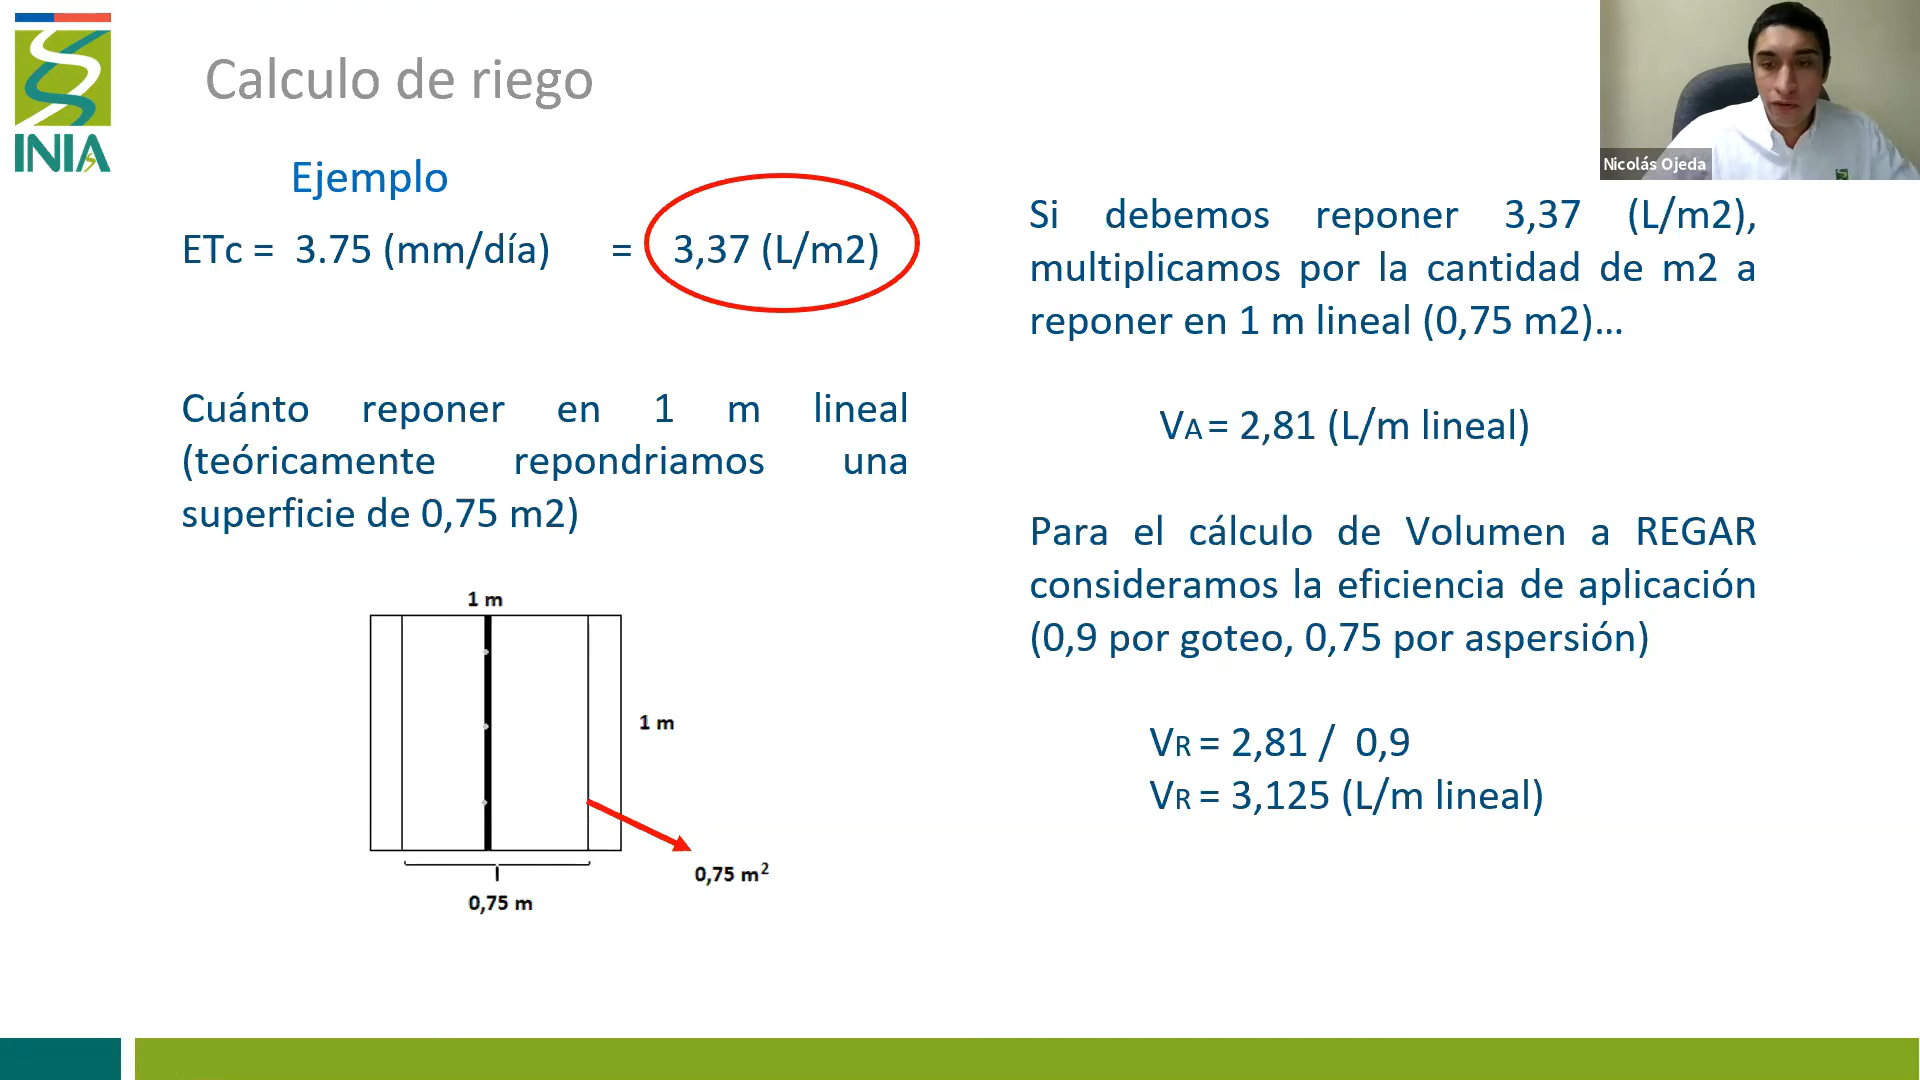 INIA
Calculo de riego
Nicolás Ojeda
Ejemplo
ETc = 3.75 (mm/día) = 3,37 (L/m2)
Cuánto reponer en 1 m lineal
(teóricamente repondriamos una
superficie de 0,75 m2)
1 m
1 m
0,75 m²
0,75 m
Si debemos reponer 3,37 (L/m2),
multiplicamos por la cantidad de m2 a
reponer en 1 m lineal (0,75 m2)...
VA = 2,81 (L/m lineal)
Para el cálculo de Volumen a REGAR
consideramos la eficiencia de aplicación
(0,9 por goteo, 0,75 por aspersión)
VR = 2,81 / 0,9
VR = 3,125 (L/m lineal)